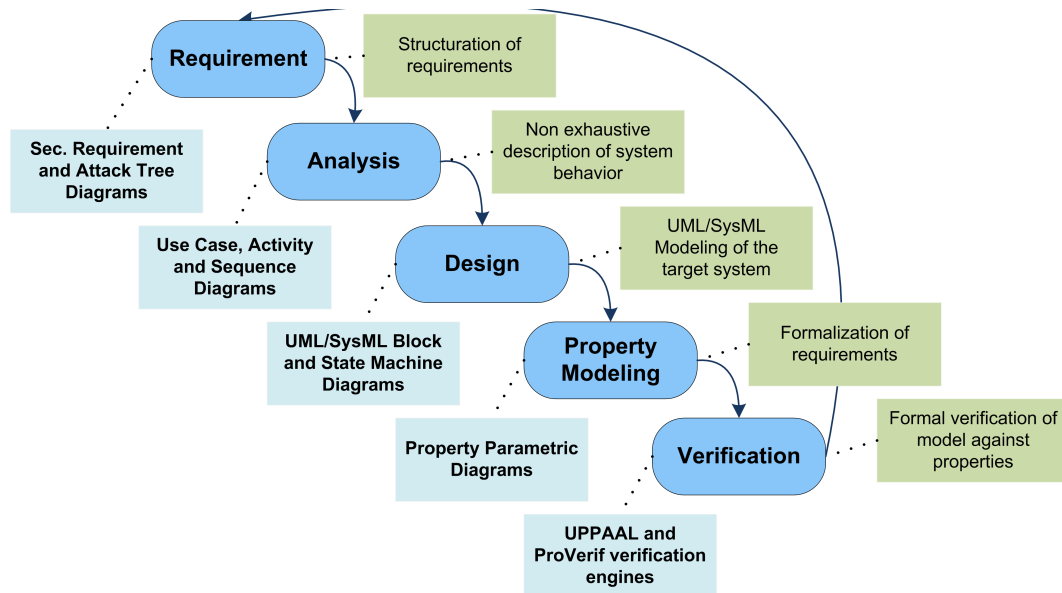 Requirement
Structuration of
requirements
Sec. Requirement
and Attack Tree
Diagrams
Analysis
Non exhaustive
description of system
behavior
Use Case, Activity
and Sequence
Diagrams
Design
UML/SysML
Modeling of the
target system
UML/SysML Block
and State Machine
Diagrams
Property
Modeling
Formalization of
requirements
Property Parametric
Diagrams
Verification
Formal verification of
model against
properties
UPPAAL and
ProVerif verification
engines